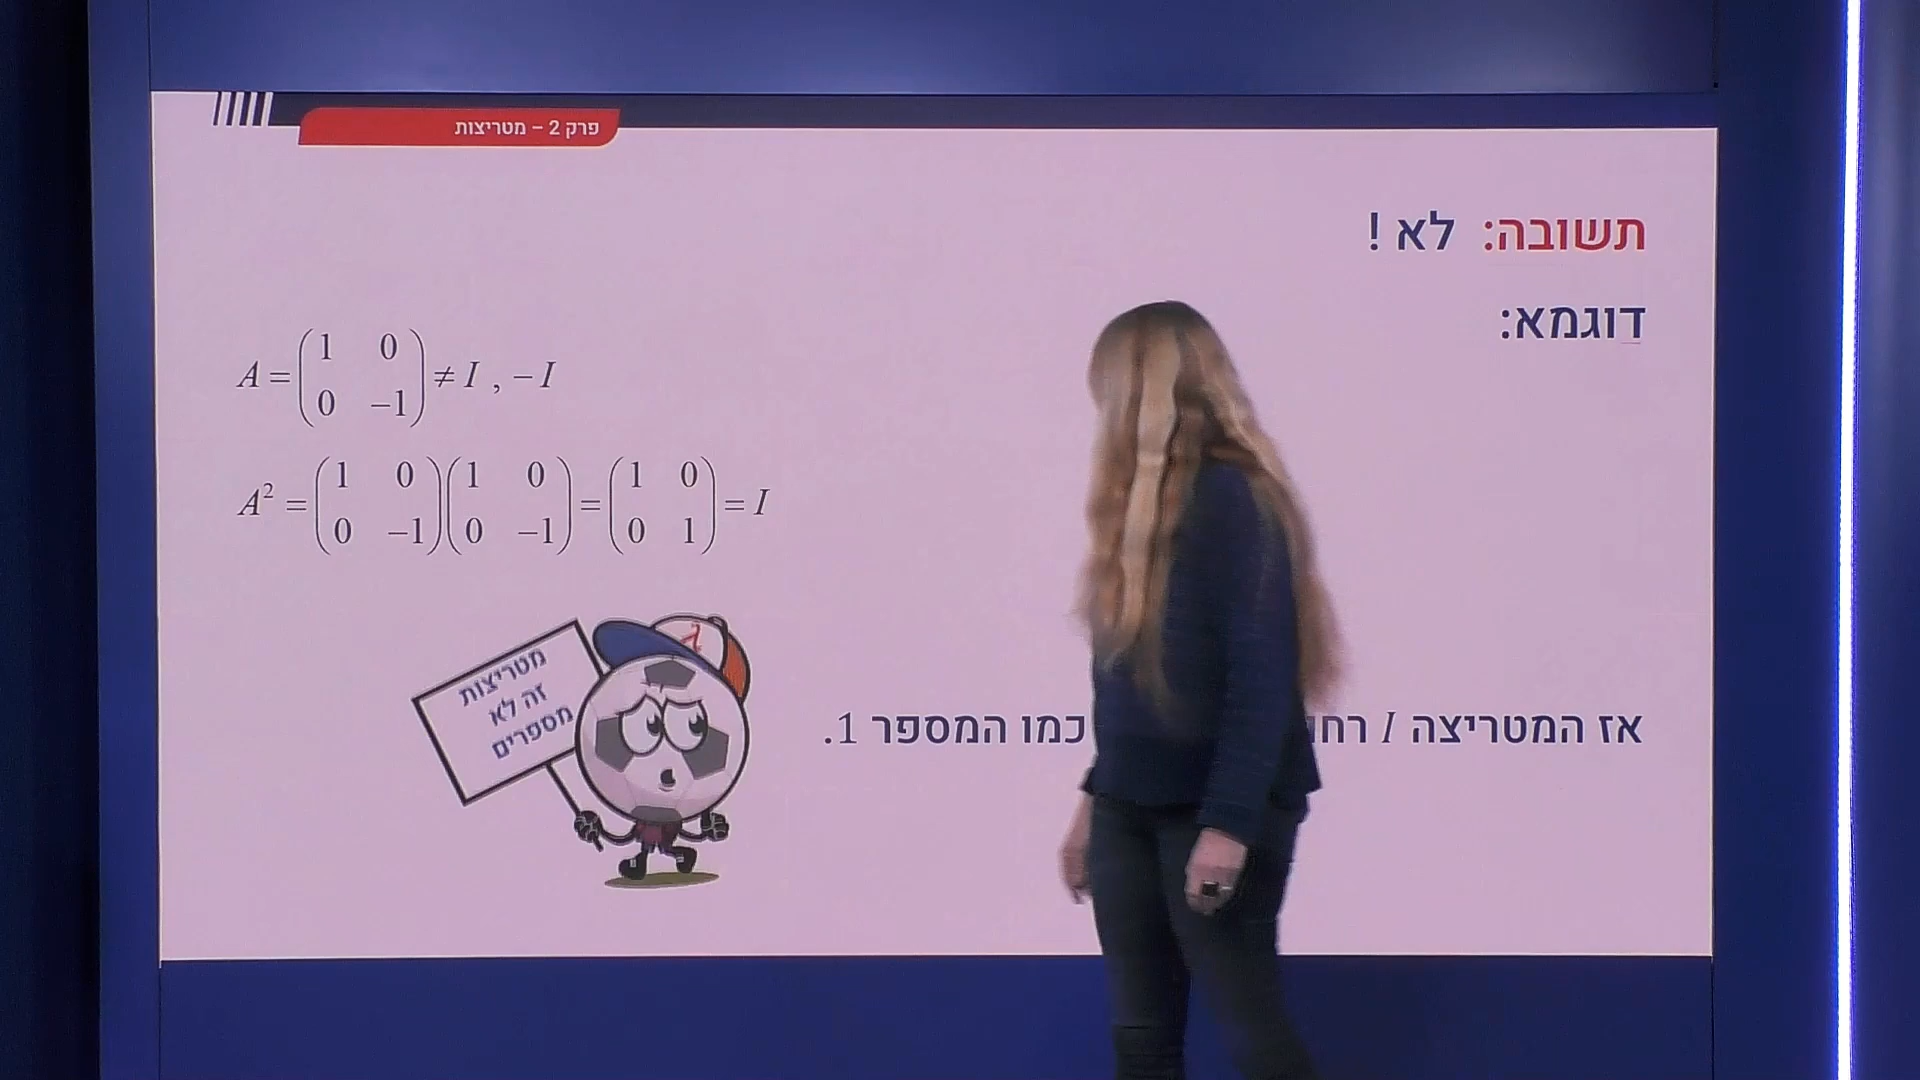 פרק 2 – מטריצות
תשובה: לא !
דוגמא:
A = (1 0; 0 −1) ≠ I , −I
A² = (1 0; 0 −1)(1 0; 0 −1) = (1 0; 0 1) = I
מטריצות
זה לא
מספרים
אז המטריצה I כמו המספר 1.